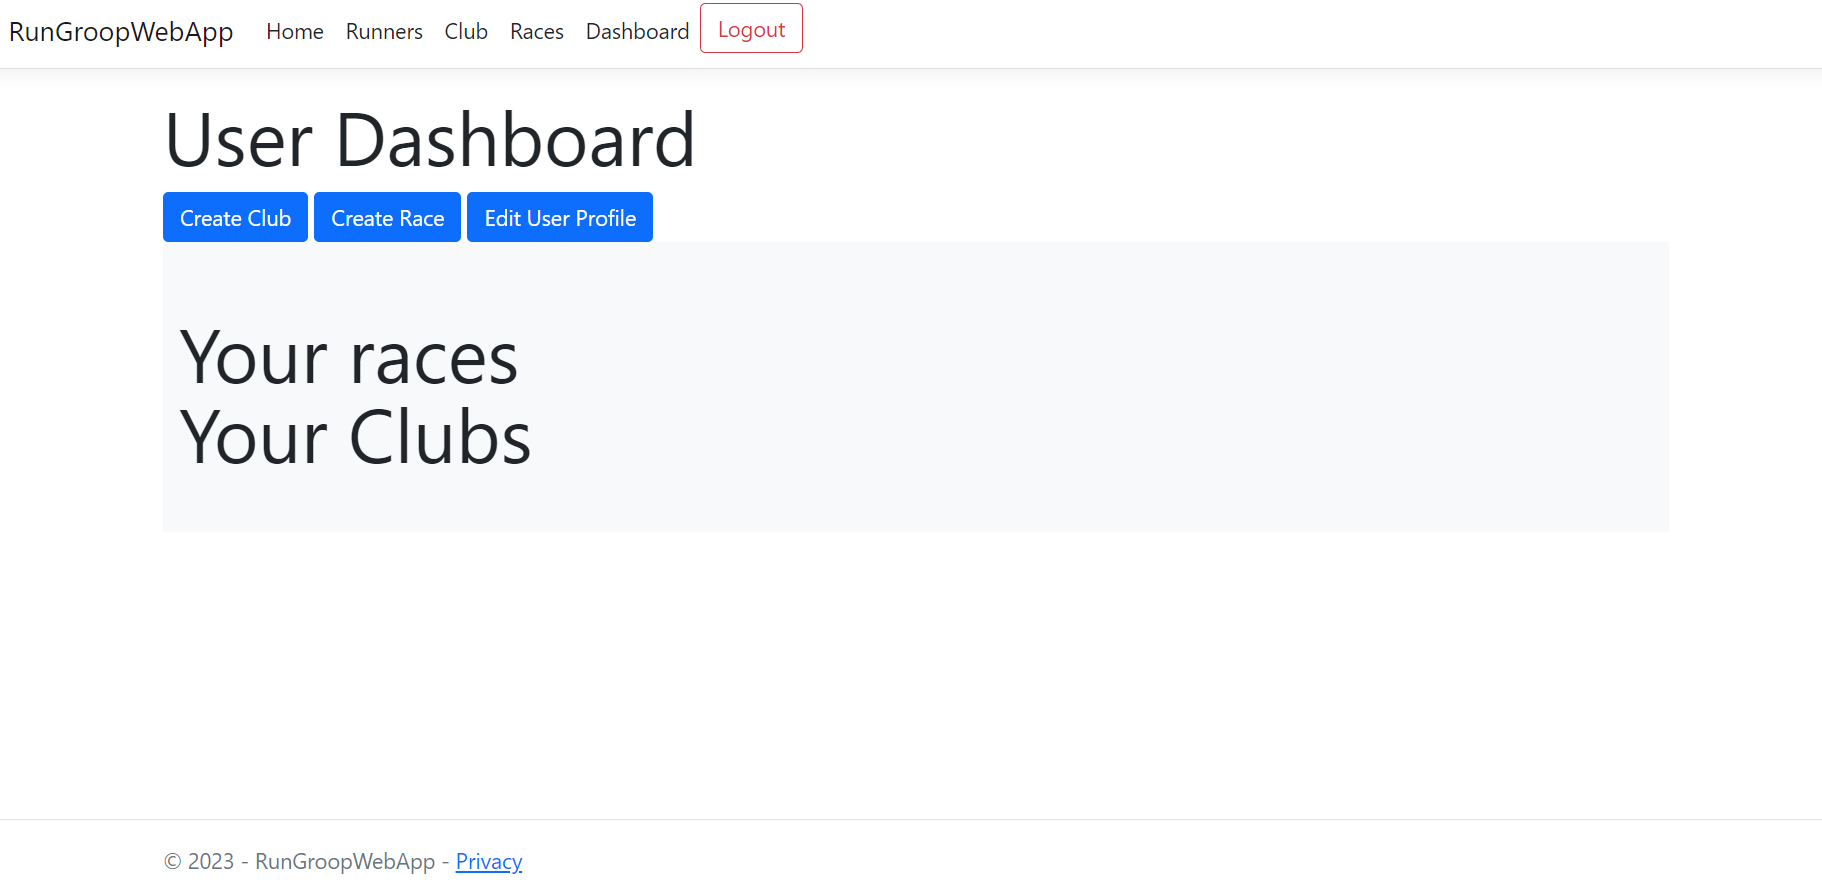 RunGroopWebApp Home Runners Club Races Dashboard Logout
User Dashboard
Create Club Create Race Edit User Profile
Your races
Your Clubs
© 2023 - RunGroopWebApp - Privacy